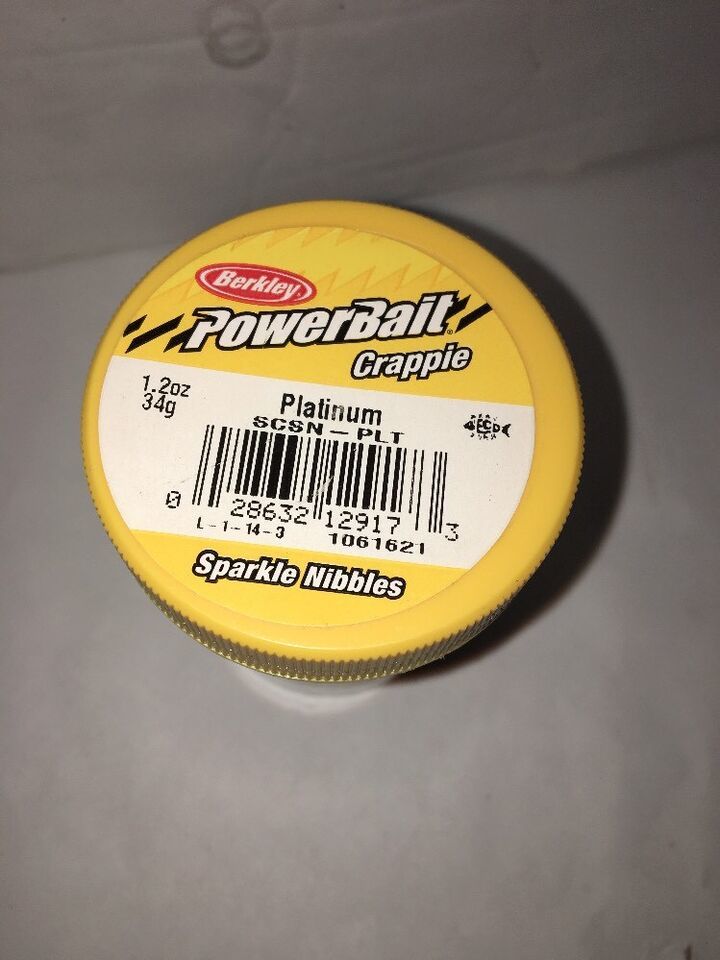 Berkley
PowerBait®
Crappie
1.2oz
34g
Platinum
SCSN-PLT
0 28632 12917 3
L-1-14-3
1061621
Sparkle Nibbles